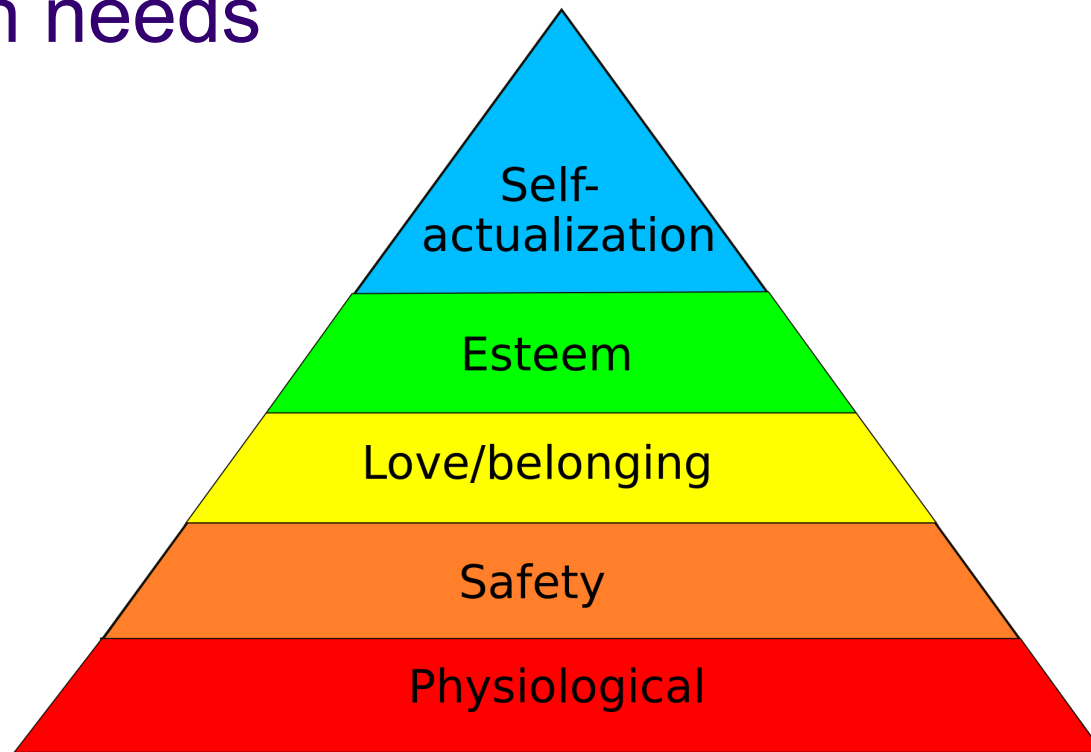 n needs
Self-
actualization
Esteem
Love/belonging
Safety
Physiological